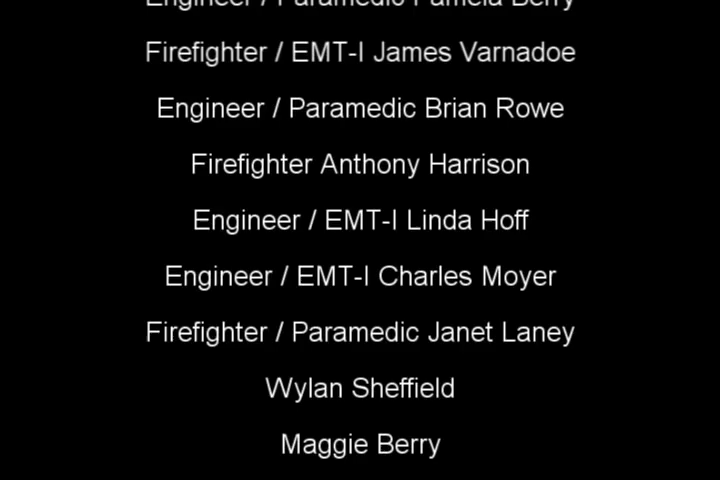 Engineer / Paramedic Pamela Berry
Firefighter / EMT-I James Varnadoe
Engineer / Paramedic Brian Rowe
Firefighter Anthony Harrison
Engineer / EMT-I Linda Hoff
Engineer / EMT-I Charles Moyer
Firefighter / Paramedic Janet Laney
Wylan Sheffield
Maggie Berry